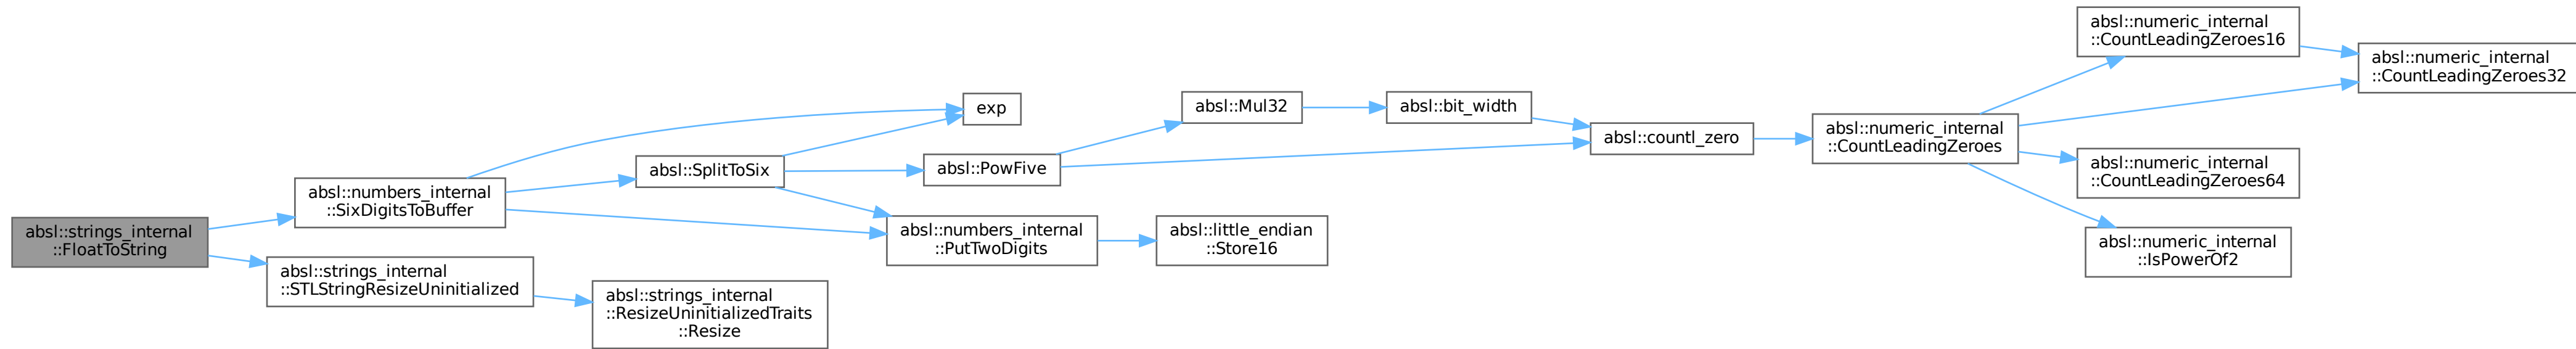 absl::strings_internal
::FloatToString
absl::numbers_internal
::SixDigitsToBuffer
absl::strings_internal
::STLStringResizeUninitialized
absl::SplitToSix
absl::strings_internal
::ResizeUninitializedTraits
::Resize
exp
absl::PowFive
absl::numbers_internal
::PutTwoDigits
absl::Mul32
absl::little_endian
::Store16
absl::bit_width
absl::countl_zero
absl::numeric_internal
::CountLeadingZeroes
absl::numeric_internal
::CountLeadingZeroes16
absl::numeric_internal
::CountLeadingZeroes32
absl::numeric_internal
::CountLeadingZeroes64
absl::numeric_internal
::IsPowerOf2